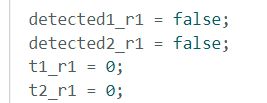 detected1_r1 = false;
detected2_r1 = false;
t1_r1 = 0;
t2_r1 = 0;